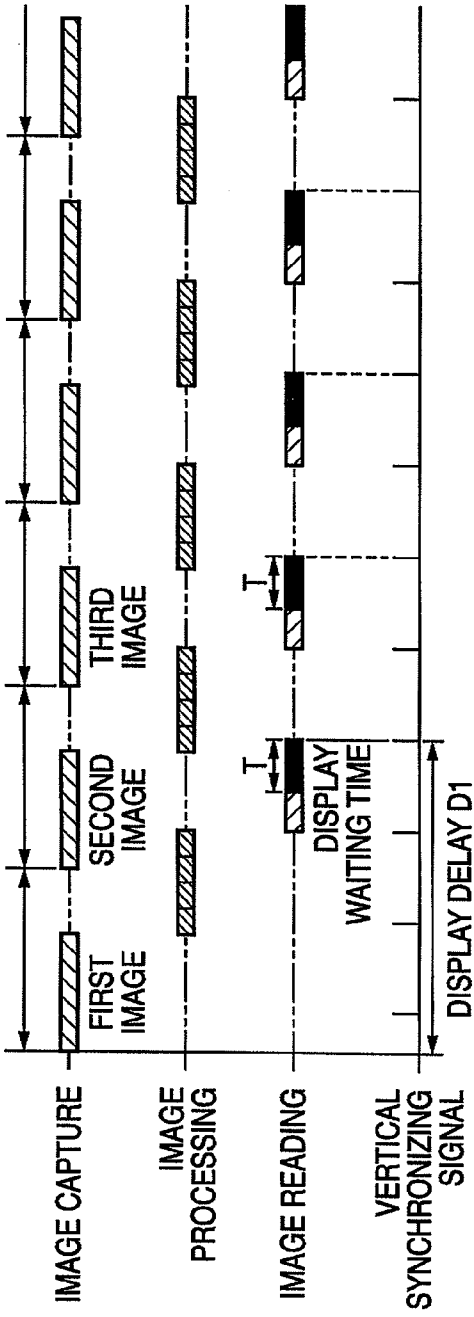 IMAGE CAPTURE
FIRST
IMAGE
SECOND
IMAGE
THIRD
IMAGE
IMAGE
PROCESSING
IMAGE READING
T
T
DISPLAY
WAITING TIME
VERTICAL
SYNCHRONIZING
SIGNAL
DISPLAY DELAY D1